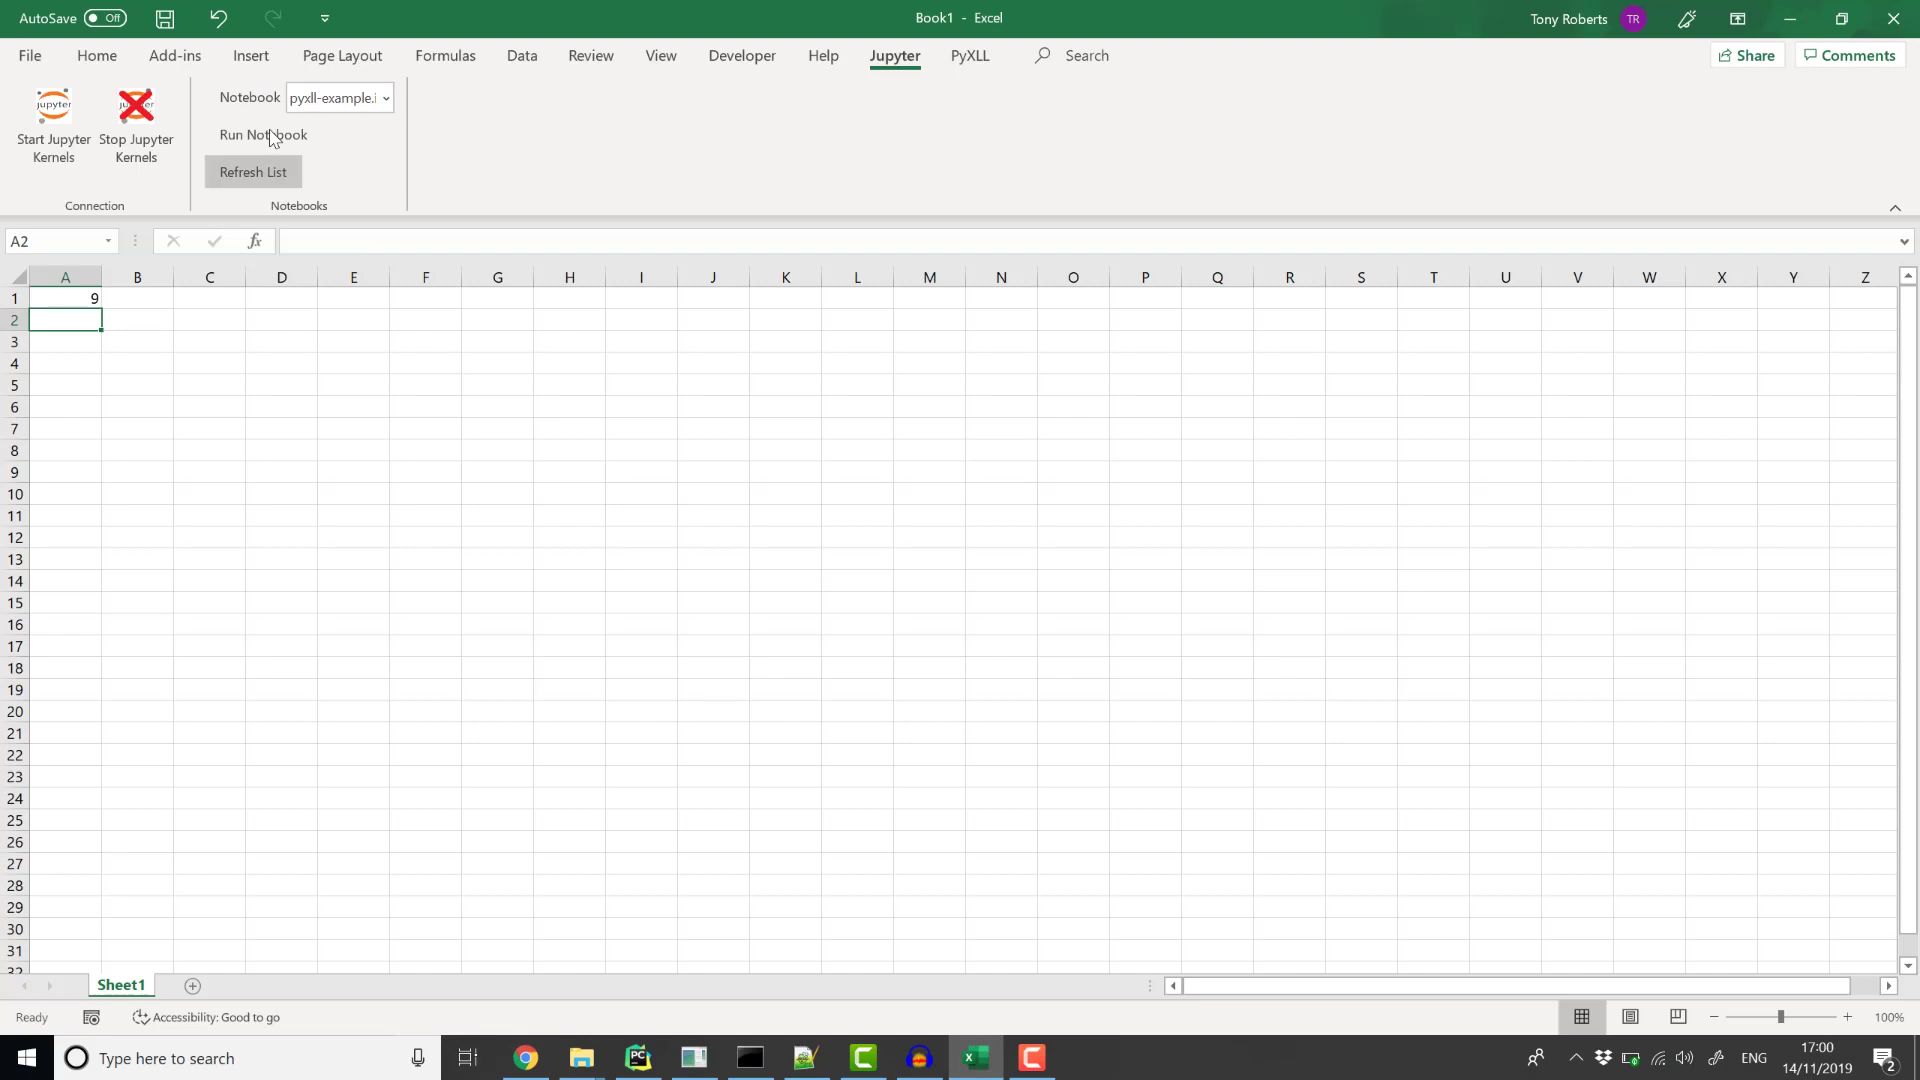 AutoSave Off
Book1 - Excel
Tony Roberts TR
File Home Add-ins Insert Page Layout Formulas Data Review View Developer Help Jupyter PyXLL Search Share Comments
jupyter
Start Jupyter Kernels
Stop Jupyter Kernels
Connection
Notebook pyxll-example.i
Run Notebook
Refresh List
Notebooks
A2 fx
A B C D E F G H I J K L M N O P Q R S T U V W X Y Z
1 9
2
3
4
5
6
7
8
9
10
11
12
13
14
15
16
17
18
19
20
21
22
23
24
25
26
27
28
29
30
31
32
Sheet1
Ready Accessibility: Good to go 100%
Type here to search PC ENG 17:00
14/11/2019 2